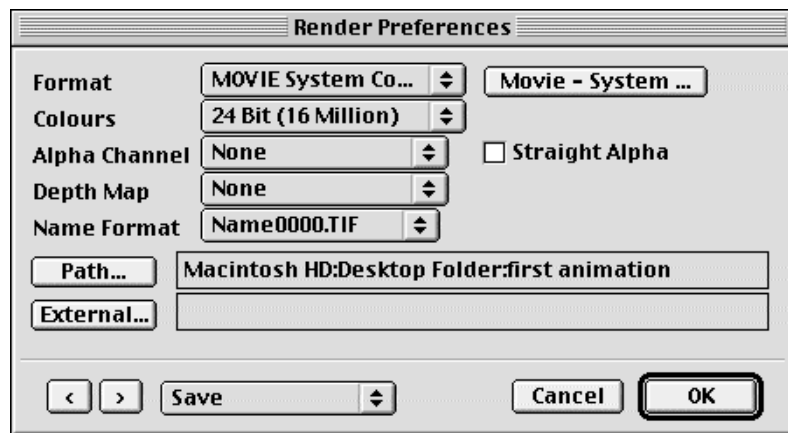 Render Preferences
Format MOVIE System Co... Movie - System ...
Colours 24 Bit (16 Million)
Alpha Channel None Straight Alpha
Depth Map None
Name Format Name0000.TIF
Path... Macintosh HD:Desktop Folder:first animation
External...
< > Save Cancel OK